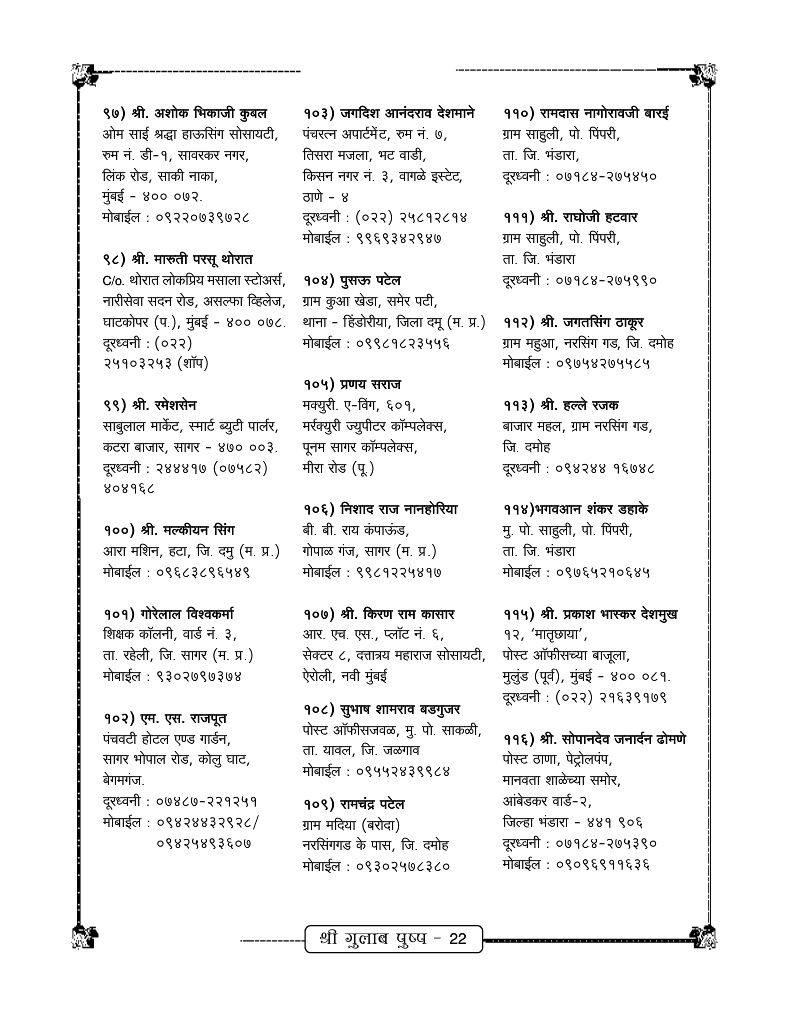 ९७) श्री. अशोक भिकाजी कुबल
ओम साई श्रद्धा हाऊसिंग सोसायटी,
रुम नं. डी-१, सावरकर नगर,
लिंक रोड, साकी नाका,
मुंबई - ४०० ०७२.
मोबाईल : ०९२२०७३९७२८
९८) श्री. मारुती परसू थोरात
C/o. थोरात लोकप्रिय मसाला स्टोअर्स,
नारीसेवा सदन रोड, असल्फा व्हिलेज,
घाटकोपर (प.), मुंबई - ४०० ०७८.
दूरध्वनी : (०२२)
२५१०३२५३ (शॉप)
९९) श्री. रमेशसेन
साबुलाल मार्केट, स्मार्ट ब्युटी पार्लर,
कटरा बाजार, सागर - ४७० ००३.
दूरध्वनी : २४४४१७ (०७५८२)
४०४१६८
१००) श्री. मल्कीयन सिंग
आरा मशिन, हटा, जि. दमु (म. प्र.)
मोबाईल : ०९६८३८९६५४९
१०१) गोरेलाल विश्वकर्मा
शिक्षक कॉलनी, वार्ड नं. ३,
ता. रहेली, जि. सागर (म. प्र.)
मोबाईल : ९३०२७९७३७४
१०२) एम. एस. राजपूत
पंचवटी होटल एण्ड गार्डन,
सागर भोपाल रोड, कोलु घाट,
बेगमगंज.
दूरध्वनी : ०७४८७-२२१२५१
मोबाईल : ०९४२४४३२९२८/
०९४२५४९३६०७
१०३) जगदिश आनंदराव देशमाने
पंचरत्न अपार्टमेंट, रुम नं. ७,
तिसरा मजला, भट वाडी,
किसन नगर नं. ३, वागळे इस्टेट,
ठाणे - ४
दूरध्वनी : (०२२) २५८१२८१४
मोबाईल : ९९६९३४२९४७
१०४) पुसऊ पटेल
ग्राम कुआ खेडा, समेर पटी,
थाना - हिंडोरीया, जिला दमू (म. प्र.)
मोबाईल : ०९९८१८२३५५६
१०५) प्रणय सराज
मक्युरी. ए-विंग, ६०१,
मर्रक्युरी ज्युपीटर कॉम्पलेक्स,
पूनम सागर कॉम्पलेक्स,
मीरा रोड (पू.)
१०६) निशाद राज नानहोरिया
बी. बी. राय कंपाऊंड,
गोपाळ गंज, सागर (म. प्र.)
मोबाईल : ९९८१२२५४१७
१०७) श्री. किरण राम कासार
आर. एच. एस., प्लॉट नं. ६,
सेक्टर ८, दत्तात्रय महाराज सोसायटी,
ऐरोली, नवी मुंबई
१०८) सुभाष शामराव बडगुजर
पोस्ट ऑफीसजवळ, मु. पो. साकळी,
ता. यावल, जि. जळगाव
मोबाईल : ०९५५२४३९९८४
१०९) रामचंद्र पटेल
ग्राम मदिया (बरोदा)
नरसिंगगड के पास, जि. दमोह
मोबाईल : ०९३०२५७८३८०
११०) रामदास नागोरावजी बारई
ग्राम साहुली, पो. पिंपरी,
ता. जि. भंडारा,
दूरध्वनी : ०७१८४-२७५४५०
१११) श्री. राघोजी हटवार
ग्राम साहुली, पो. पिंपरी,
ता. जि. भंडारा
दूरध्वनी : ०७१८४-२७५९९०
११२) श्री. जगतसिंग ठाकूर
ग्राम महुआ, नरसिंग गड, जि. दमोह
मोबाईल : ०९७५४२७५५८५
११३) श्री. हल्ले रजक
बाजार महल, ग्राम नरसिंग गड,
जि. दमोह
दूरध्वनी : ०९४२४४ १६७४८
११४)भगवआन शंकर डहाके
मु. पो. साहुली, पो. पिंपरी,
ता. जि. भंडारा
मोबाईल : ०९७६५२१०६४५
११५) श्री. प्रकाश भास्कर देशमुख
१२, ‘मातृछाया’,
पोस्ट ऑफीसच्या बाजूला,
मुलुंड (पूर्व), मुंबई - ४०० ०८१.
दूरध्वनी : (०२२) २१६३९१७९
११६) श्री. सोपानदेव जनार्दन ढोमणे
पोस्ट ठाणा, पेट्रोलपंप,
मानवता शाळेच्या समोर,
आंबेडकर वार्ड-२,
जिल्हा भंडारा - ४४१ ९०६
दूरध्वनी : ०७१८४-२७५३९०
मोबाईल : ०९०९६९११६३६
श्री गुलाब पुष्प - 22